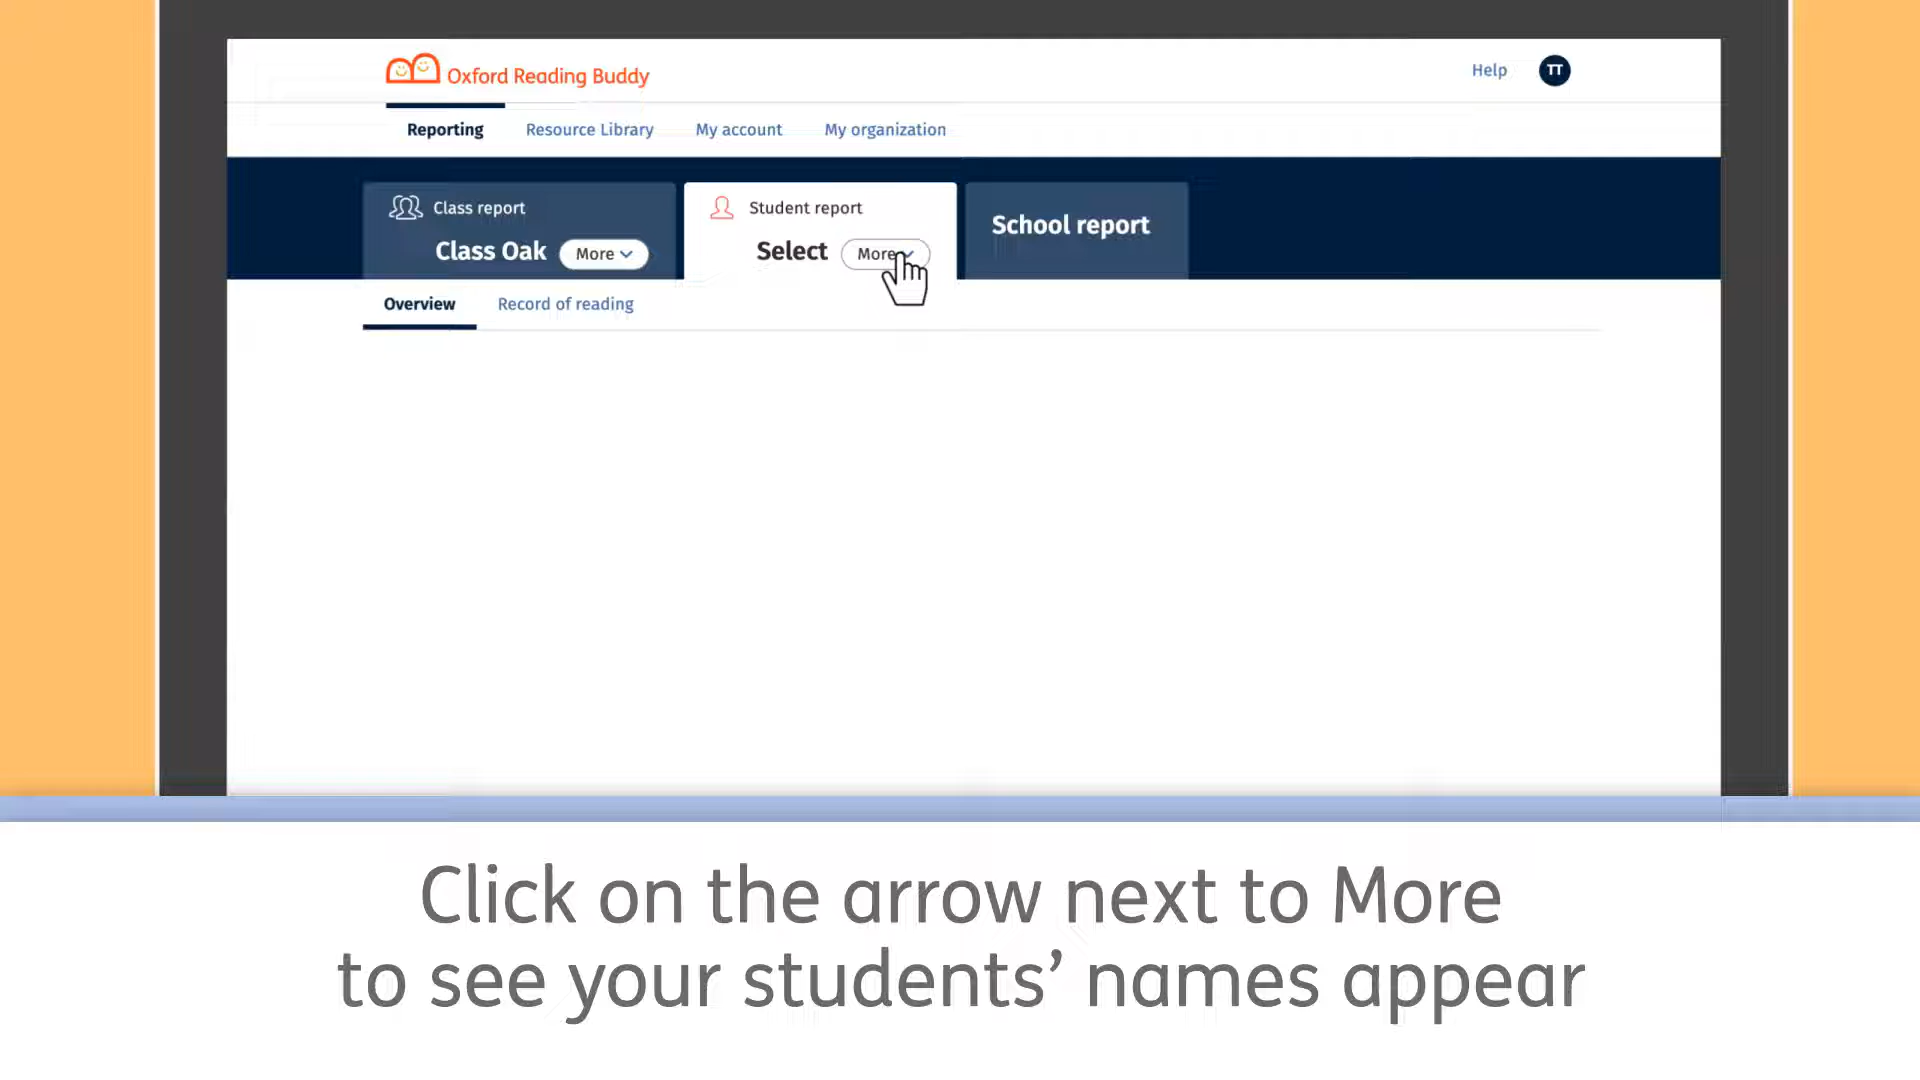 Oxford Reading Buddy
Help
TT
Reporting
Resource Library
My account
My organization
Class report
Class Oak
More
Student report
Select
More
School report
Overview
Record of reading
Click on the arrow next to More
to see your students’ names appear